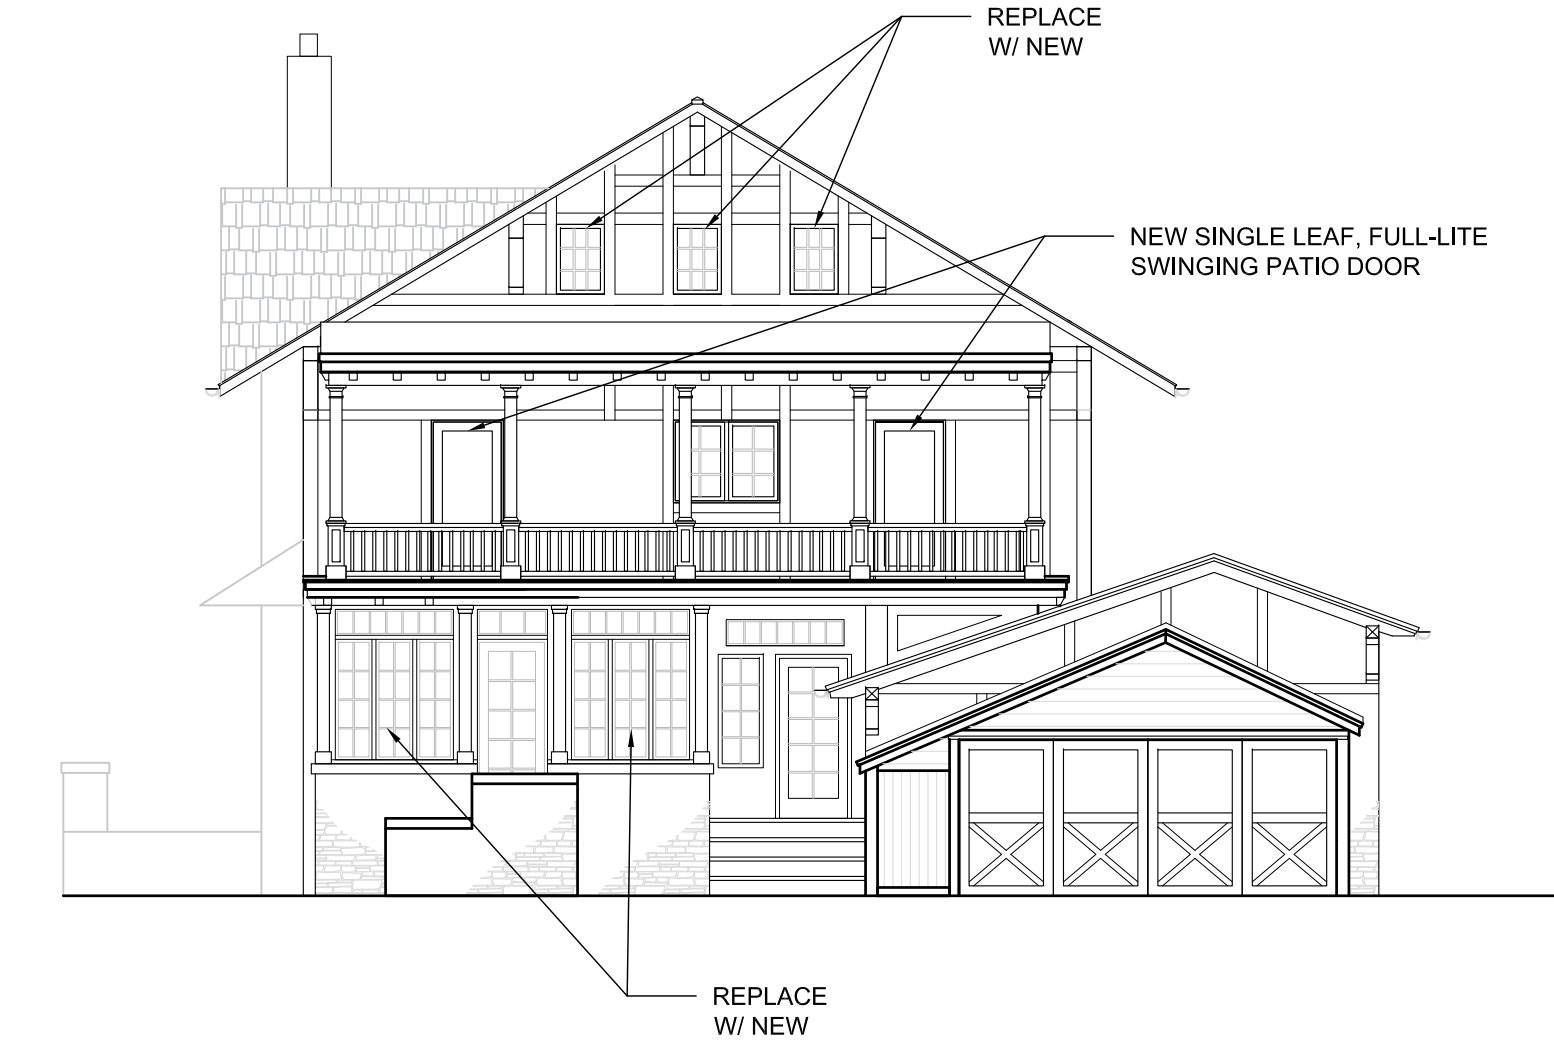 REPLACE
W/ NEW
NEW SINGLE LEAF, FULL-LITE
SWINGING PATIO DOOR
REPLACE
W/ NEW